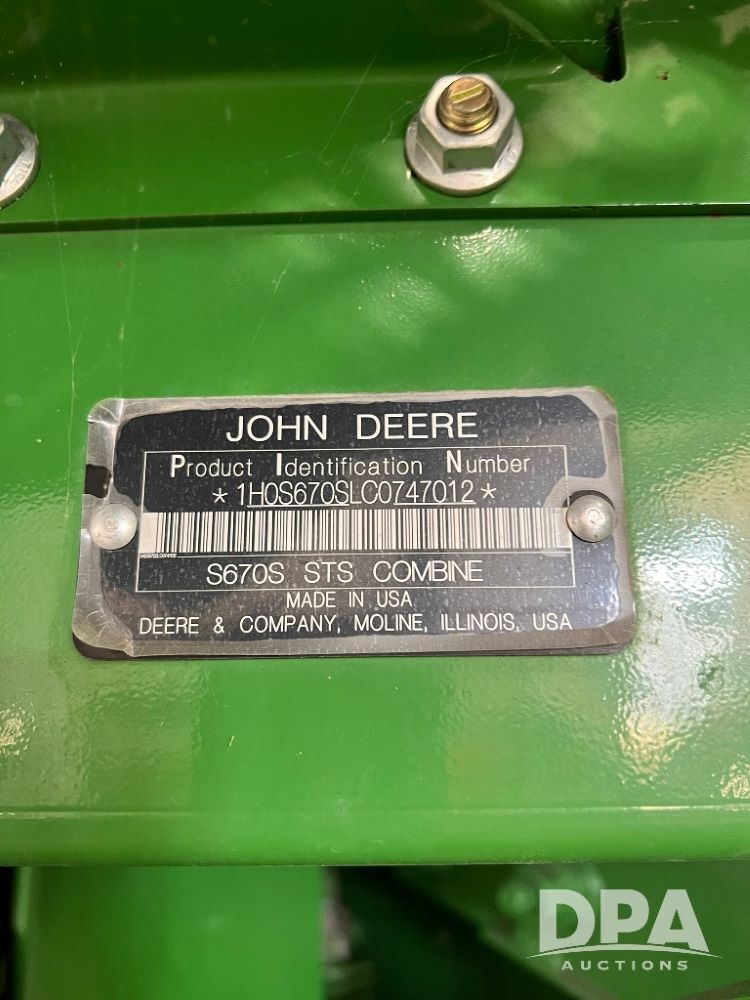 JOHN DEERE
Product Identification Number
*1H0S670SLC0747012*
S670S STS COMBINE
MADE IN USA
DEERE & COMPANY, MOLINE, ILLINOIS, USA
DPA
AUCTIONS